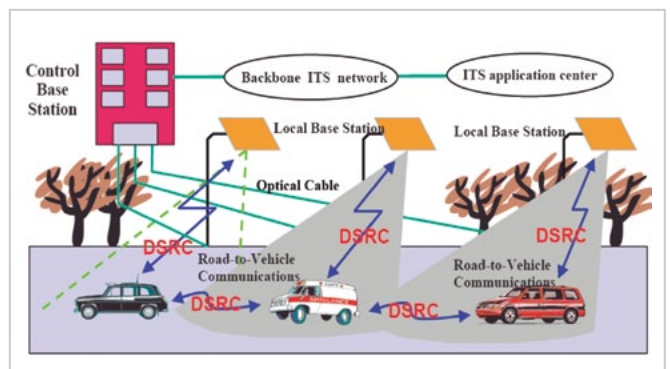 Control
Base
Station
Backbone ITS network
ITS application center
Local Base Station
Local Base Station
Optical Cable
DSRC
DSRC
DSRC
Road-to-Vehicle
Communications
Road-to-Vehicle
Communications
DSRC
DSRC
AMBULANCE